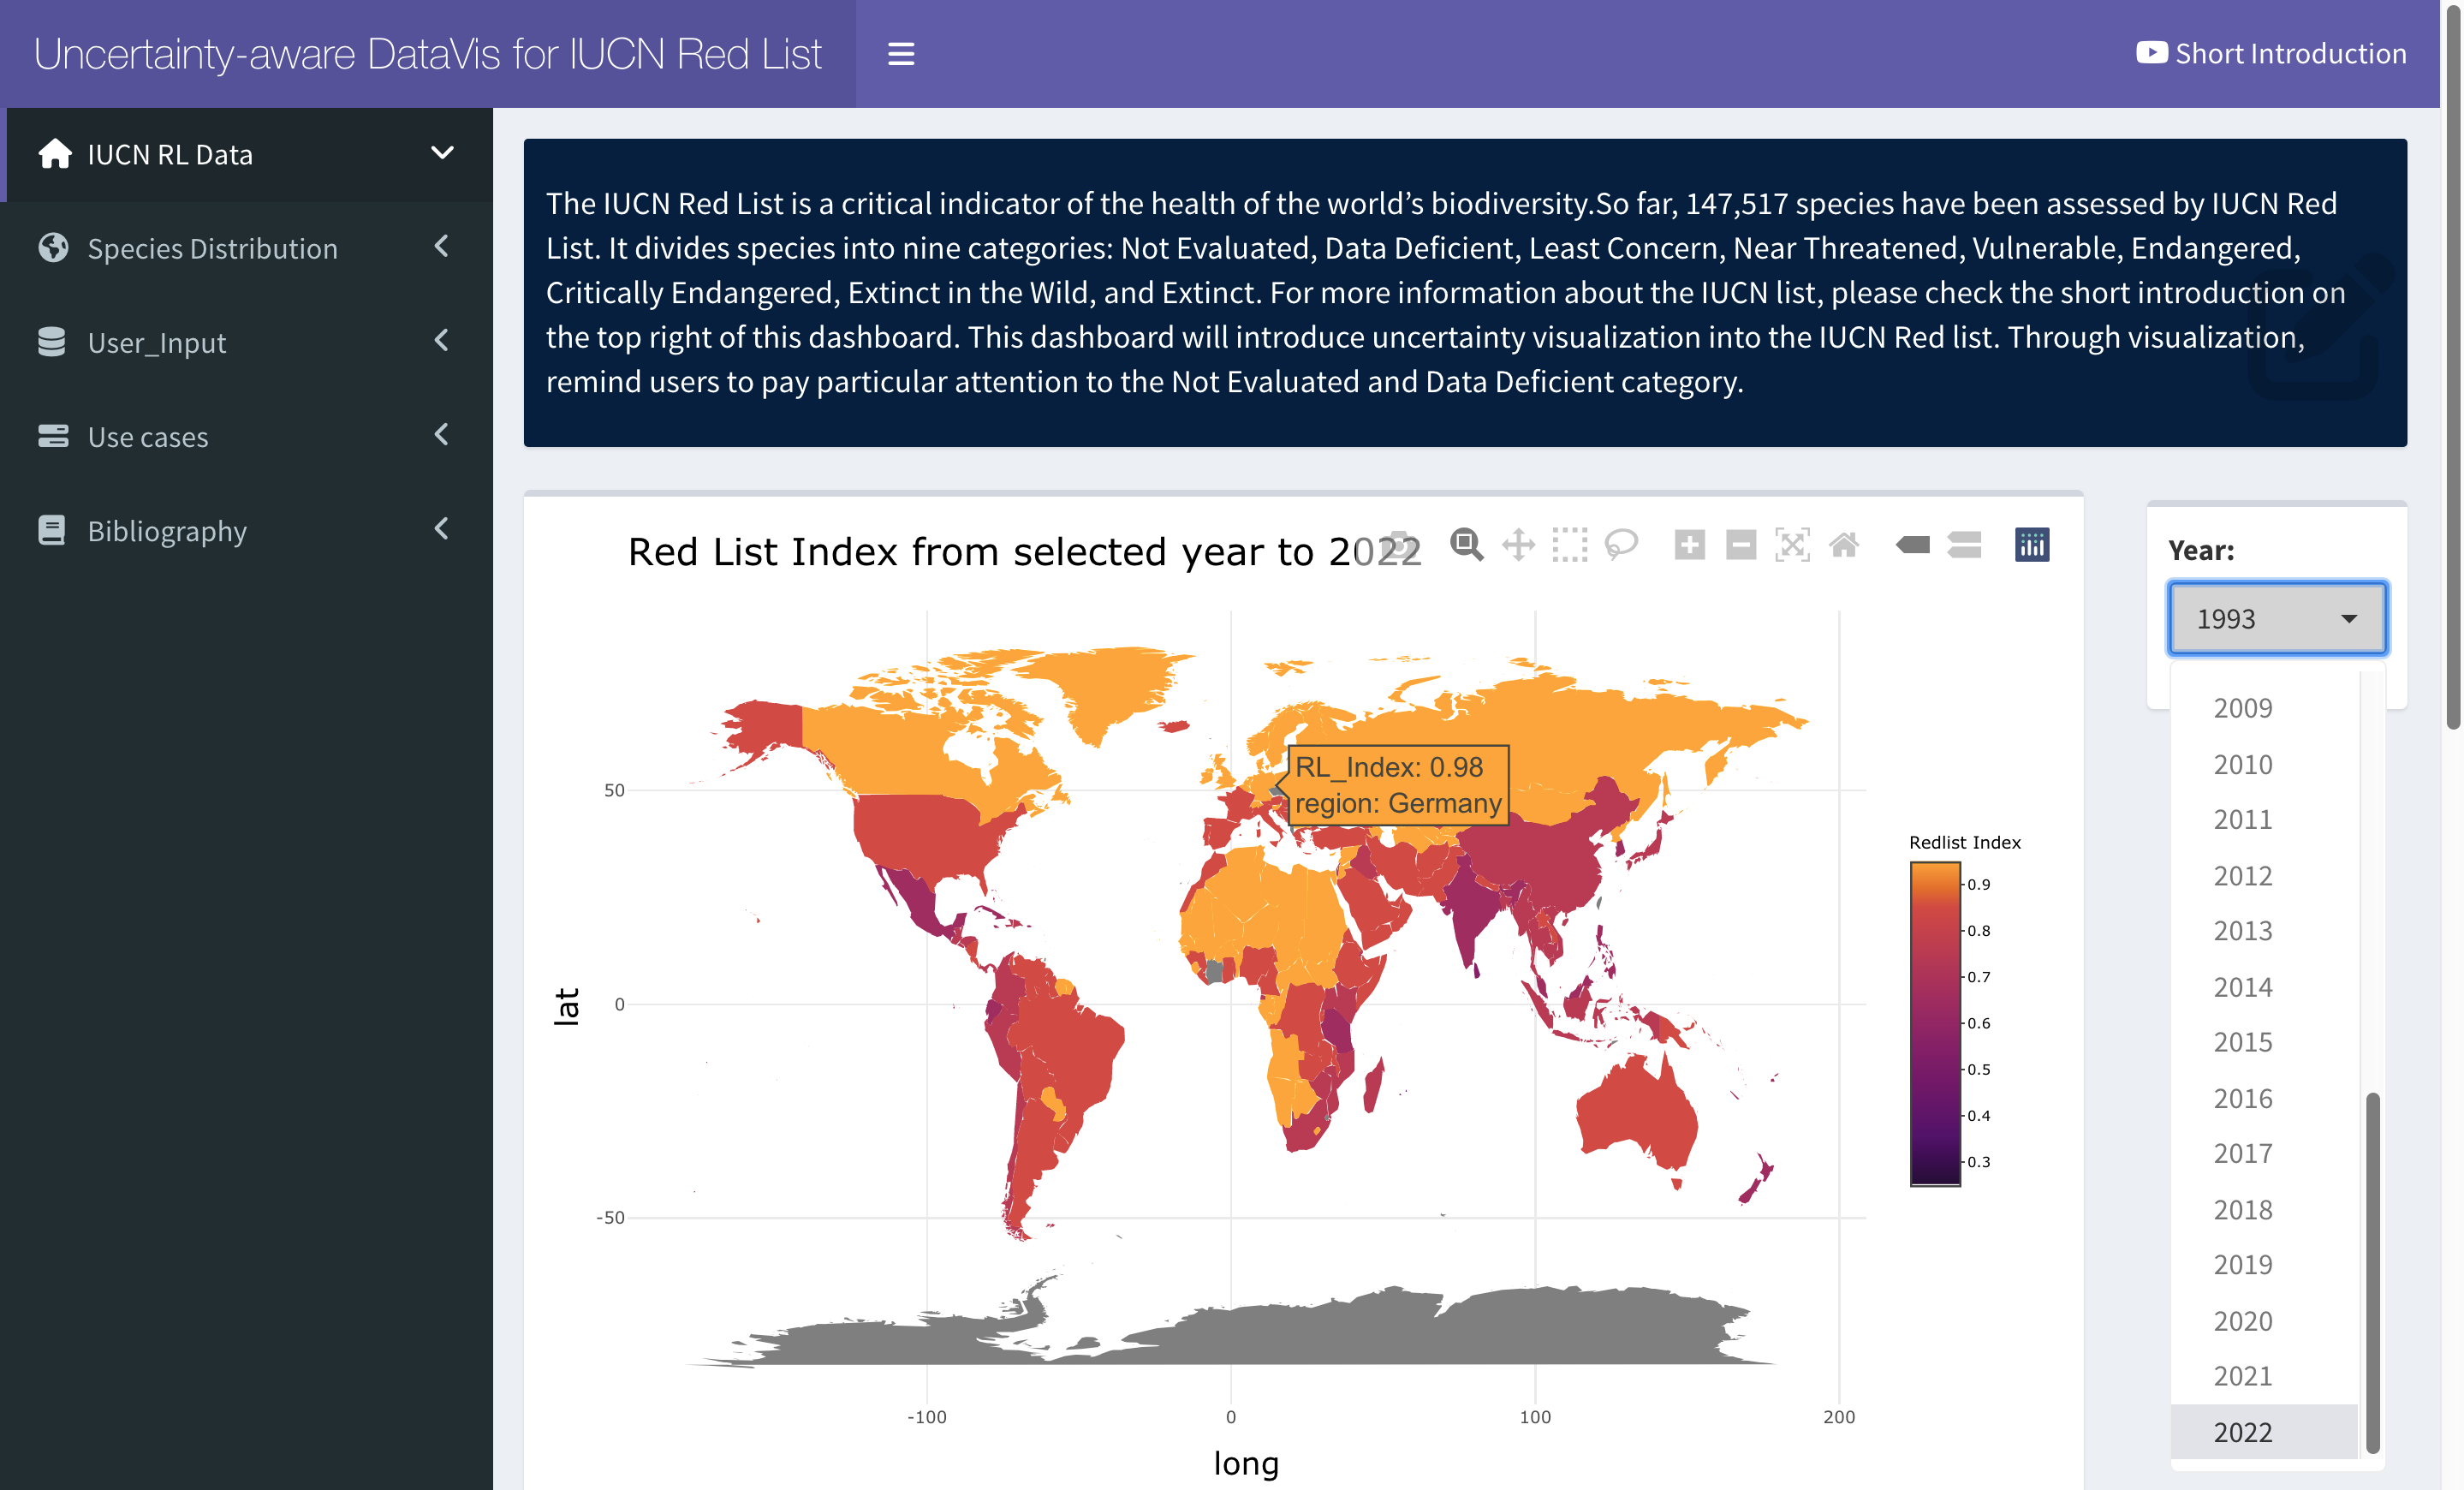 Uncertainty-aware DataVis for IUCN Red List
Short Introduction
IUCN RL Data
Species Distribution
User_Input
Use cases
Bibliography
The IUCN Red List is a critical indicator of the health of the world’s biodiversity.So far, 147,517 species have been assessed by IUCN Red
List. It divides species into nine categories: Not Evaluated, Data Deficient, Least Concern, Near Threatened, Vulnerable, Endangered,
Critically Endangered, Extinct in the Wild, and Extinct. For more information about the IUCN list, please check the short introduction on
the top right of this dashboard. This dashboard will introduce uncertainty visualization into the IUCN Red list. Through visualization,
remind users to pay particular attention to the Not Evaluated and Data Deficient category.
Red List Index from selected year to 2022
RL_Index: 0.98
region: Germany
50
0
-50
lat
-100
0
100
200
long
Redlist Index
0.9
0.8
0.7
0.6
0.5
0.4
0.3
Year:
1993
2009
2010
2011
2012
2013
2014
2015
2016
2017
2018
2019
2020
2021
2022